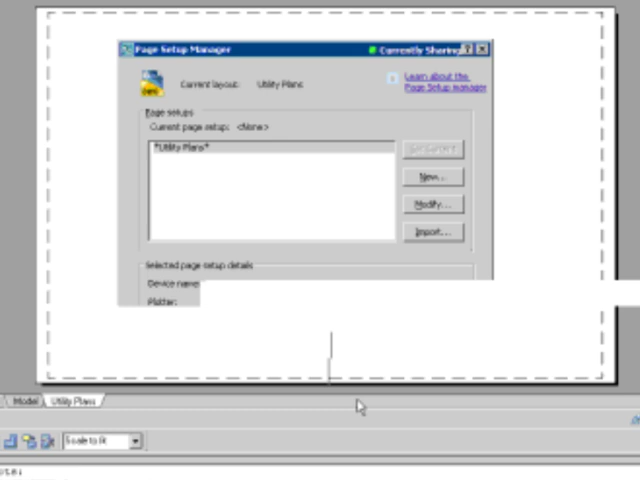 Page Setup Manager
Currently Sharing
Current layout: Utility Plans
Learn about the
Page Setup manager
Page setups
Current page setup: <None>
*Utility Plans*
Set Current
New...
Modify...
Import...
Selected page setup details
Device name:
Plotter:
Model
Utility Plans
Scale to fit